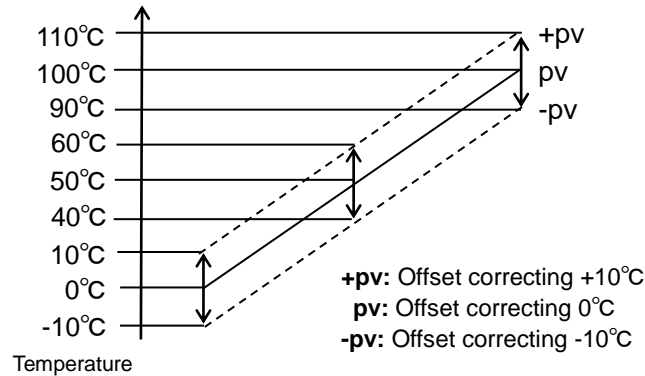 110°C
+pv
100°C
pv
90°C
-pv
60°C
50°C
40°C
10°C
+pv: Offset correcting +10°C
0°C
pv: Offset correcting 0°C
-10°C
-pv: Offset correcting -10°C
Temperature